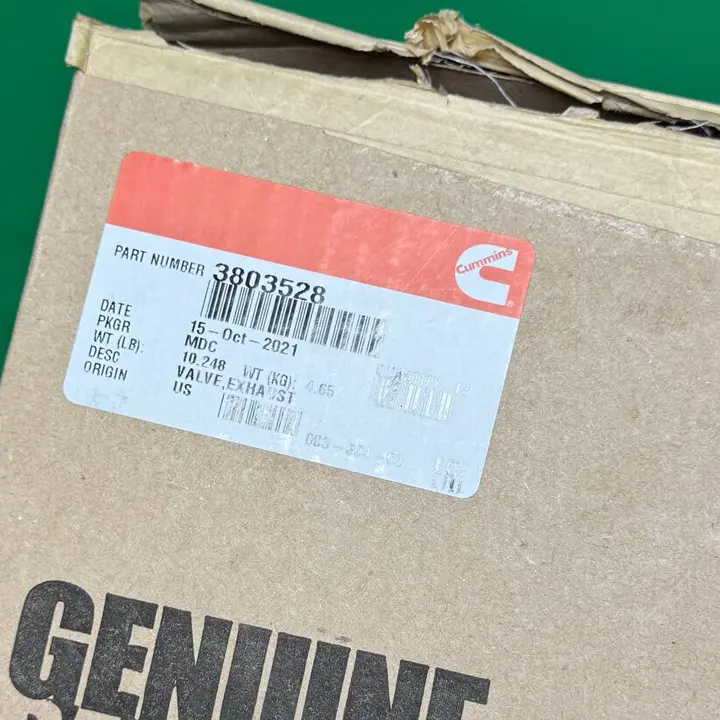 Cummins
®
PART NUMBER 3803528
DATE 15-Oct-2021
PKGR MDC
WT (LB): 10.248 WT (KG): 4.65
DESC VALVE,EXHAUST
ORIGIN US
GENUINE